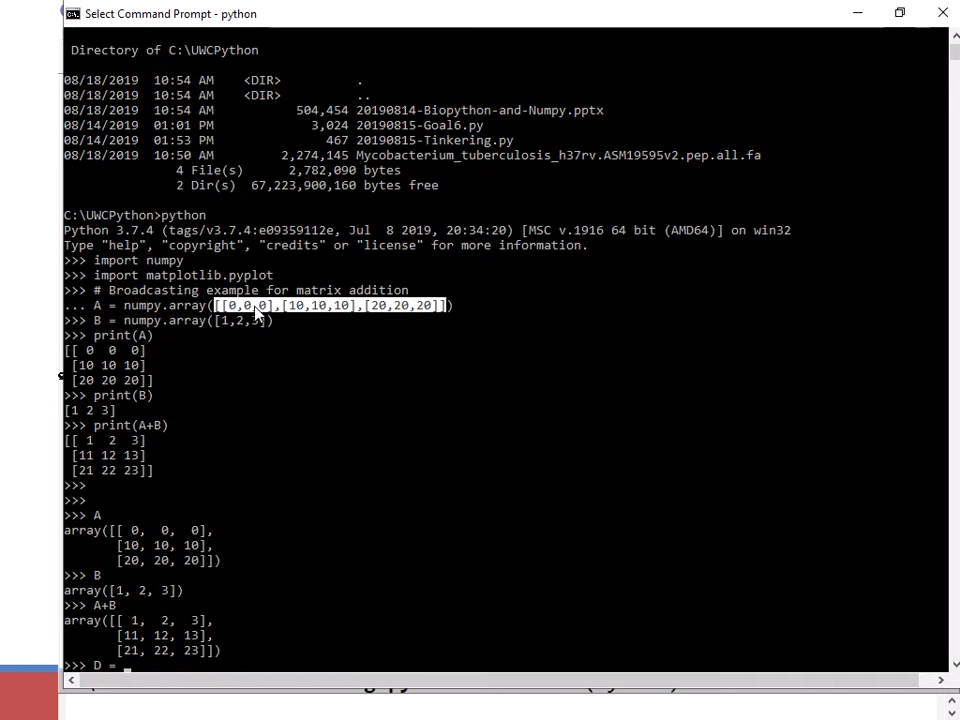 Select Command Prompt - python
Directory of C:\UWCPython
08/18/2019 10:54 AM <DIR> .
08/18/2019 10:54 AM <DIR> ..
08/18/2019 10:54 AM 504,454 20190814-Biopython-and-Numpy.pptx
08/14/2019 01:01 PM 3,024 20190815-Goal6.py
08/14/2019 01:53 PM 467 20190815-Tinkering.py
08/18/2019 10:50 AM 2,274,145 Mycobacterium_tuberculosis_h37rv.ASM19595v2.pep.all.fa
4 File(s) 2,782,090 bytes
2 Dir(s) 67,223,900,160 bytes free
C:\UWCPython>python
Python 3.7.4 (tags/v3.7.4:e09359112e, Jul 8 2019, 20:34:20) [MSC v.1916 64 bit (AMD64)] on win32
Type "help", "copyright", "credits" or "license" for more information.
>>> import numpy
>>> import matplotlib.pyplot
>>> # Broadcasting example for matrix addition
... A = numpy.array([[0,0,0],[10,10,10],[20,20,20]])
>>> B = numpy.array([1,2,3])
>>> print(A)
[[ 0 0 0]
[10 10 10]
[20 20 20]]
>>> print(B)
[1 2 3]
>>> print(A+B)
[[ 1 2 3]
[11 12 13]
[21 22 23]]
>>>
>>>
>>> A
array([[ 0, 0, 0],
[10, 10, 10],
[20, 20, 20]])
>>> B
array([1, 2, 3])
>>> A+B
array([[ 1, 2, 3],
[11, 12, 13],
[21, 22, 23]])
>>> D =